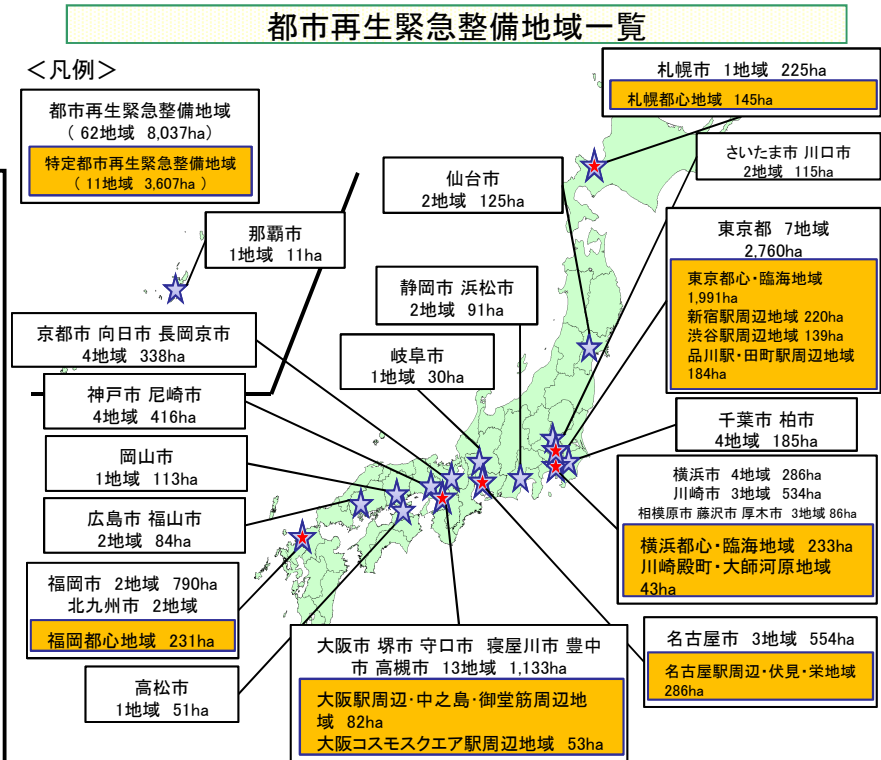 都市再生緊急整備地域一覧
＜凡例＞
都市再生緊急整備地域
（ 62地域 8,037ha）
特定都市再生緊急整備地域
（ 11地域 3,607ha ）
札幌市 1地域 225ha
札幌都心地域 145ha
さいたま市 川口市
2地域 115ha
仙台市
2地域 125ha
那覇市
1地域 11ha
東京都 7地域
2,760ha
東京都心・臨海地域
1,991ha
新宿駅周辺地域 220ha
渋谷駅周辺地域 139ha
品川駅・田町駅周辺地域
184ha
静岡市 浜松市
2地域 91ha
京都市 向日市 長岡京市
4地域 338ha
岐阜市
1地域 30ha
神戸市 尼崎市
4地域 416ha
千葉市 柏市
4地域 185ha
岡山市
1地域 113ha
横浜市 4地域 286ha
川崎市 3地域 534ha
相模原市 藤沢市 厚木市 3地域 86ha
横浜都心・臨海地域 233ha
川崎殿町・大師河原地域
43ha
広島市 福山市
2地域 84ha
福岡市 2地域 790ha
北九州市 2地域
福岡都心地域 231ha
大阪市 堺市 守口市 寝屋川市 豊中
市 高槻市 13地域 1,133ha
大阪駅周辺・中之島・御堂筋周辺地
域 82ha
大阪コスモスクエア駅周辺地域 53ha
名古屋市 3地域 554ha
名古屋駅周辺・伏見・栄地域
286ha
高松市
1地域 51ha